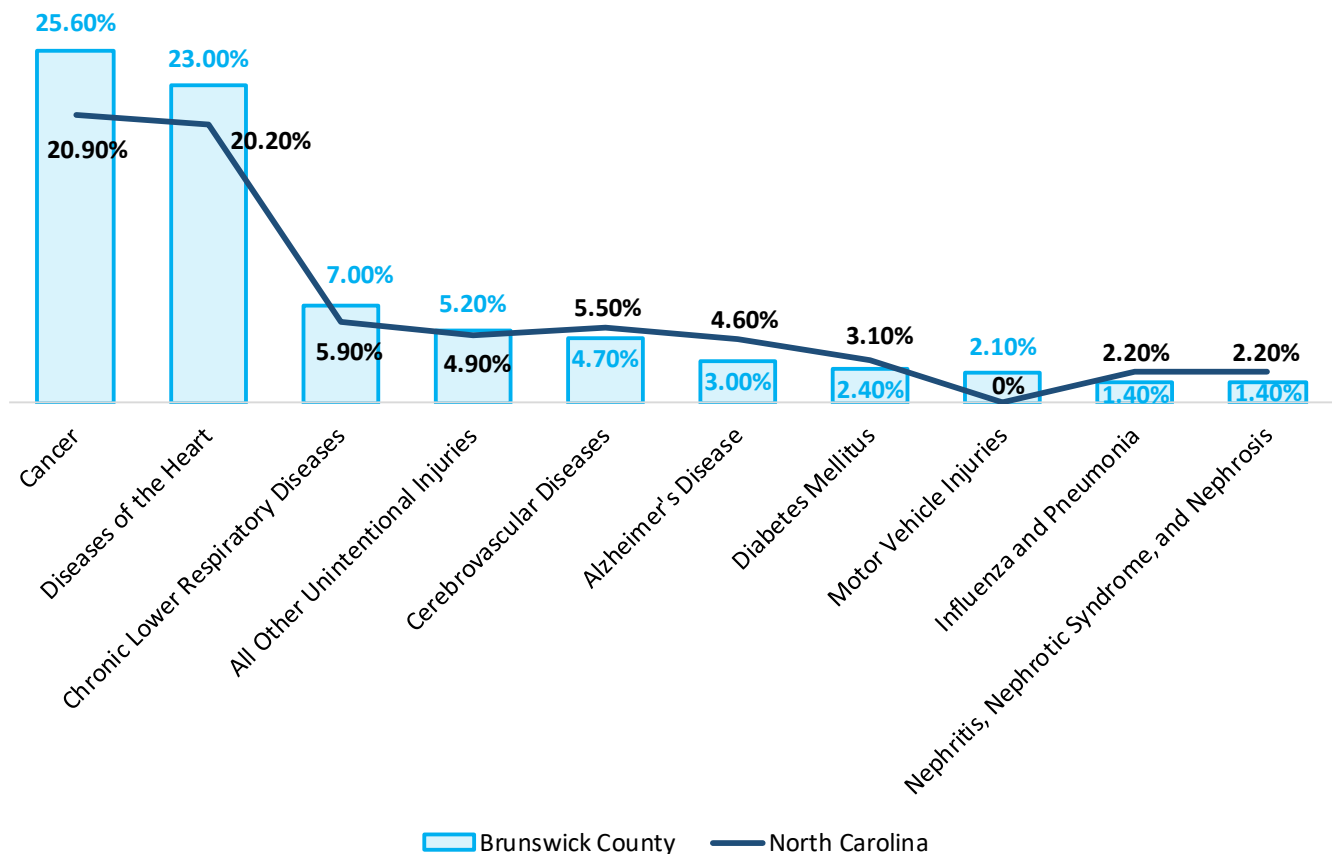 25.60%
23.00%
20.90%
20.20%
7.00%
5.90%
5.20%
4.90%
5.50%
4.70%
4.60%
3.00%
3.10%
2.40%
2.10%
0%
2.20%
1.40%
2.20%
1.40%
Cancer
Diseases of the Heart
Chronic Lower Respiratory Diseases
All Other Unintentional Injuries
Cerebrovascular Diseases
Alzheimer's Disease
Diabetes Mellitus
Motor Vehicle Injuries
Influenza and Pneumonia
Nephritis, Nephrotic Syndrome, and Nephrosis
Brunswick County
North Carolina